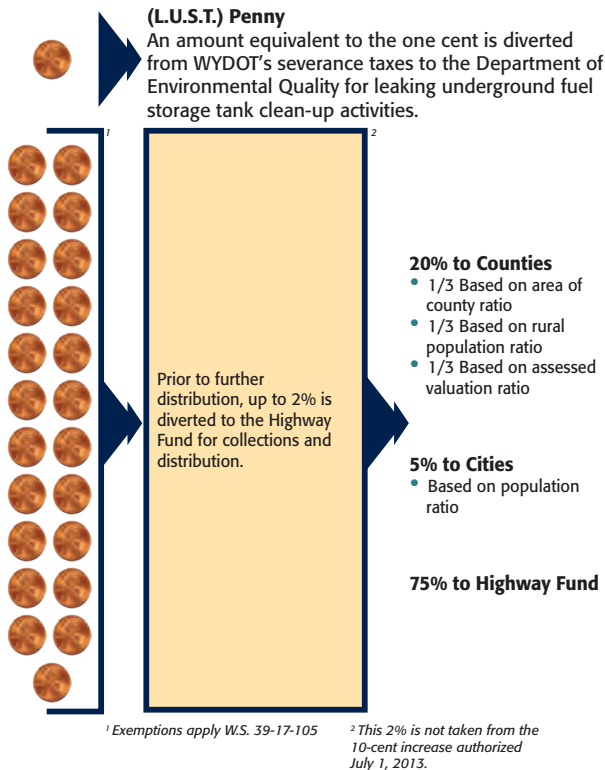 (L.U.S.T.) Penny
An amount equivalent to the one cent is diverted
from WYDOT's severance taxes to the Department of
Environmental Quality for leaking underground fuel
storage tank clean-up activities.
1
2
Prior to further
distribution, up to 2% is
diverted to the Highway
Fund for collections and
distribution.
20% to Counties
• 1/3 Based on area of
county ratio
• 1/3 Based on rural
population ratio
• 1/3 Based on assessed
valuation ratio
5% to Cities
• Based on population
ratio
75% to Highway Fund
1 Exemptions apply W.S. 39-17-105
2 This 2% is not taken from the
10-cent increase authorized
July 1, 2013.